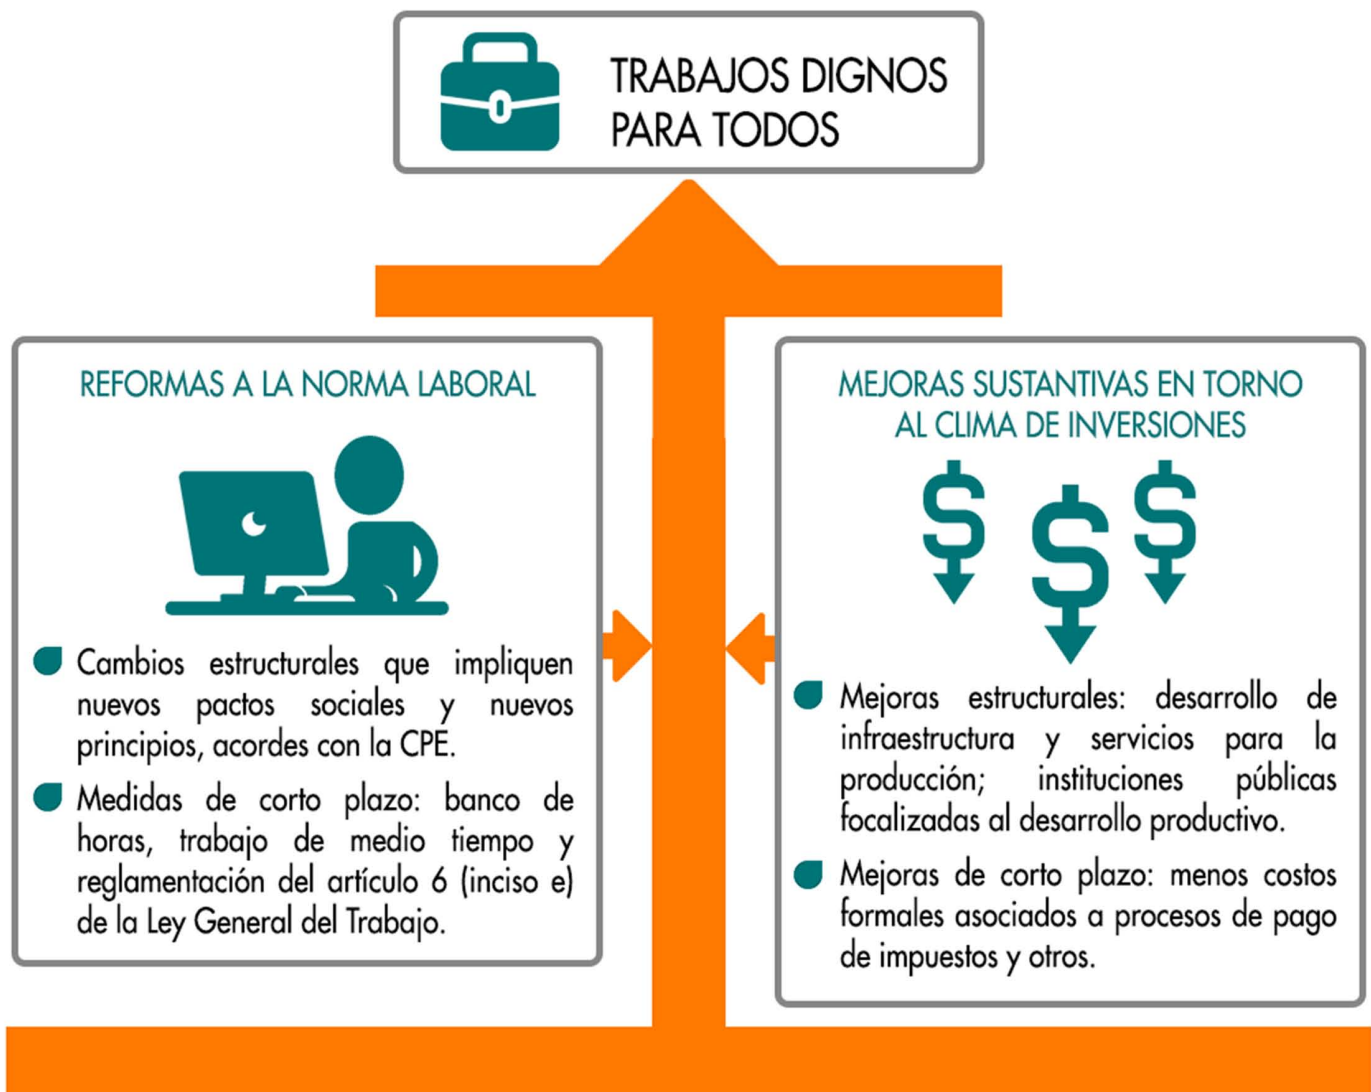 TRABAJOS DIGNOS
PARA TODOS
REFORMAS A LA NORMA LABORAL
Cambios estructurales que impliquen
nuevos pactos sociales y nuevos
principios, acordes con la CPE.
Medidas de corto plazo: banco de
horas, trabajo de medio tiempo y
reglamentación del artículo 6 (inciso e)
de la Ley General del Trabajo.
MEJORAS SUSTANTIVAS EN TORNO
AL CLIMA DE INVERSIONES
Mejoras estructurales: desarrollo de
infraestructura y servicios para la
producción; instituciones públicas
focalizadas al desarrollo productivo.
Mejoras de corto plazo: menos costos
formales asociados a procesos de pago
de impuestos y otros.